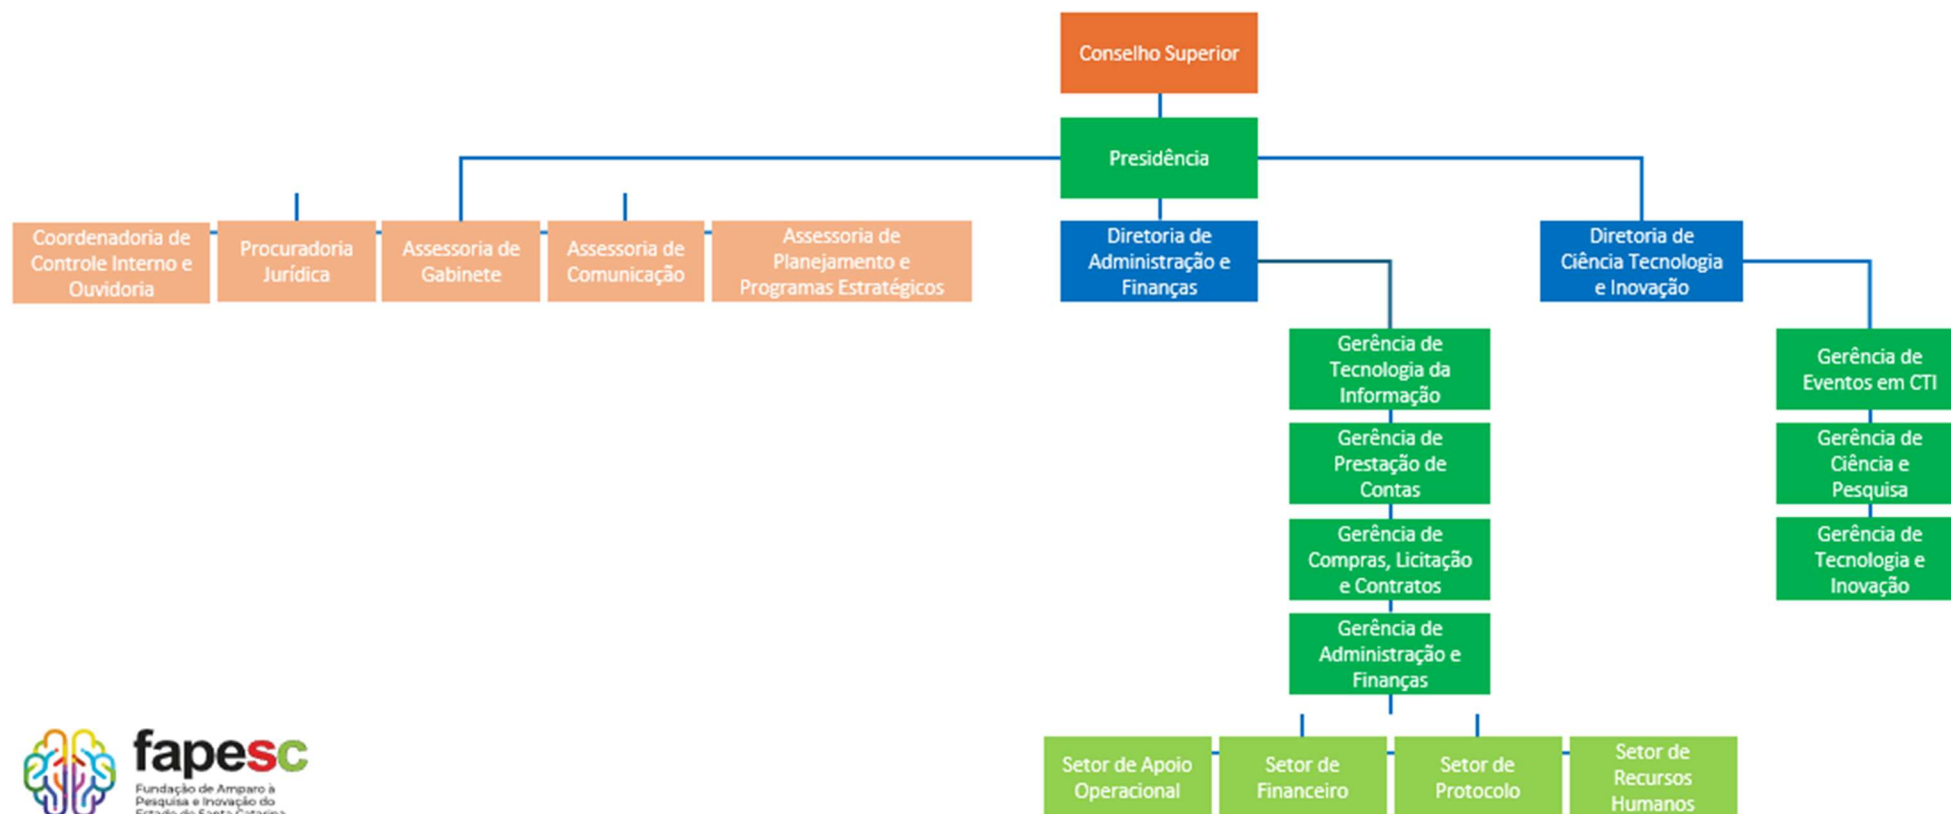 Conselho Superior
Presidência
Coordenadoria de
Controle Interno e
Ouvidoria
Procuradoria
Jurídica
Assessoria de
Gabinete
Assessoria de
Comunicação
Assessoria de
Planejamento e
Programas Estratégicos
Diretoria de
Administração e
Finanças
Diretoria de
Ciência Tecnologia
e Inovação
Gerência de
Tecnologia da
Informação
Gerência de
Prestação de
Contas
Gerência de
Compras, Licitação
e Contratos
Gerência de
Administração e
Finanças
Gerência de
Eventos em CTI
Gerência de
Ciência e
Pesquisa
Gerência de
Tecnologia e
Inovação
Setor de Apoio
Operacional
Setor de
Financeiro
Setor de
Protocolo
Setor de
Recursos
Humanos
fapesc
Fundação de Amparo à
Pesquisa e Inovação do
Estado de Santa Catarina